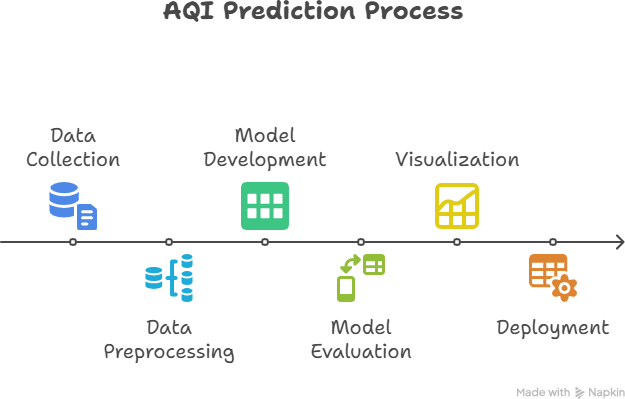 AQI Prediction Process
Data
Collection
Model
Development
Visualization
Data
Preprocessing
Model
Evaluation
Deployment
Made with Napkin